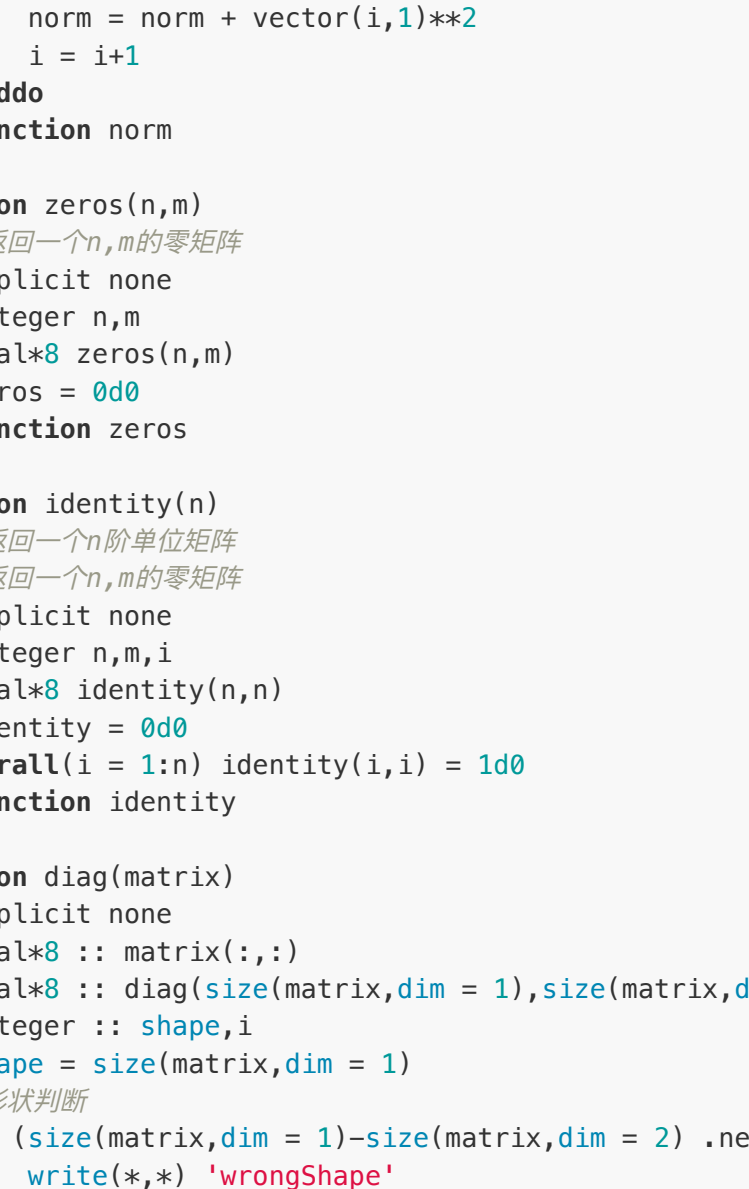 norm = norm + vector(i,1)**2
i = i+1
ddo
nction norm
on zeros(n,m)
返回一个n,m的零矩阵
plicit none
teger n,m
al*8 zeros(n,m)
ros = 0d0
nction zeros
on identity(n)
返回一个n阶单位矩阵
返回一个n,m的零矩阵
plicit none
teger n,m,i
al*8 identity(n,n)
entity = 0d0
rall(i = 1:n) identity(i,i) = 1d0
nction identity
on diag(matrix)
plicit none
al*8 :: matrix(:,:)
al*8 :: diag(size(matrix,dim = 1),size(matrix,d
teger :: shape,i
ape = size(matrix,dim = 1)
形状判断
(size(matrix,dim = 1)-size(matrix,dim = 2) .ne
write(*,*) 'wrongShape'